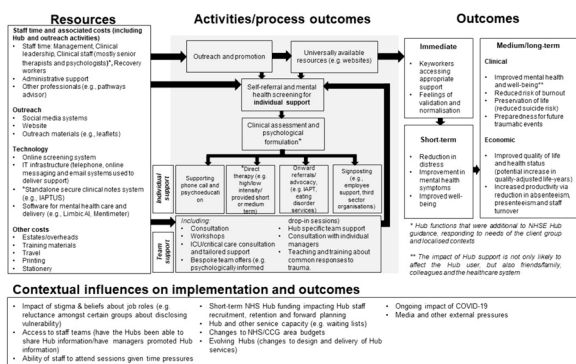 Resources
Activities/process outcomes
Outcomes
Staff time and associated costs (including
Hub and outreach activities)
• Staff time: Management, Clinical
leadership, Clinical staff (mostly senior
therapists and psychologists)*, Recovery
workers
• Administrative support
• Other professionals (e.g., pathways
advisor)
Outreach
• Social media systems
• Website
• Outreach materials (e.g., leaflets)
Technology
• Online screening system
• IT infrastructure (telephone, online
messaging and email systems used
to deliver support)
• *Standalone secure clinical notes system
(e.g., IAPTUS)
• Software for mental health care and
delivery (e.g., Limbic AI, Mentimeter)
Other costs
• Estates/overheads
• Training materials
• Travel
• Printing
• Stationery
Outreach and promotion
Universally available
resources (e.g. websites)
Self-referral and mental
health screening for
individual support
Clinical assessment and
psychological
formulation*
Individual
support
Supporting
phone call and
psychoeducati
on
*Direct
therapy (e.g.
high/low
intensity/
provided short
or medium
term)
Onward
referrals/
advocacy,
(e.g. IAPT,
eating
disorder
services)
Signposting (e.g.,
employee
support, third
sector
organisations)
Team
support
Including:
• Consultation
• Workshops
• ICU/critical care consultation
and tailored support
• Bespoke team offers (e.g.
psychologically informed
drop-in sessions)
• Hub specific team support
• Consultation with individual
managers
• Teaching and training about
common responses to
trauma.
Immediate
• Keyworkers
accessing
appropriate
support
• Feelings of
validation and
normalisation
Short-term
• Reduction in
distress
• Improvement in
mental health
symptoms
• Improved well-
being
Medium/long-term
Clinical
• Improved mental health
and well-being**
• Reduced risk of burnout
• Preservation of life
(reduced suicide risk)
• Preparedness for future
traumatic events
Economic
• Improved quality of life
and health status
(potential increase in
quality-adjusted life-years)
• Increased productivity via
reduction in absenteeism,
presenteeism and staff
turnover
* Hub functions that were additional to NHSE Hub
guidance, responding to needs of the client group
and localised contexts
** The impact of Hub support is not only likely to
affect the Hub user, but also friends/family,
colleagues and the healthcare system
Contextual influences on implementation and outcomes
• Impact of stigma & beliefs about job roles (e.g.
reluctance amongst certain groups about disclosing
vulnerability)
• Access to staff teams (have the Hubs been able to
share Hub information/have managers promoted Hub
information)
• Ability of staff to attend sessions given time pressures
• Short-term NHS Hub funding impacting Hub staff
recruitment, retention and forward planning
• Hub and other service capacity (e.g. waiting lists)
• Changes to NHS/CCG area budgets
• Evolving Hubs (changes to design and delivery of Hub
services)
• Ongoing impact of COVID-19
• Media and other external pressures